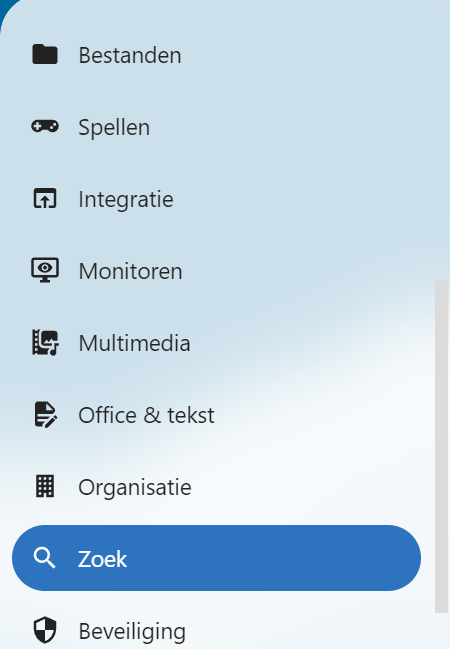 Bestanden
Spellen
Integratie
Monitoren
Multimedia
Office & tekst
Organisatie
Zoek
Beveiliging